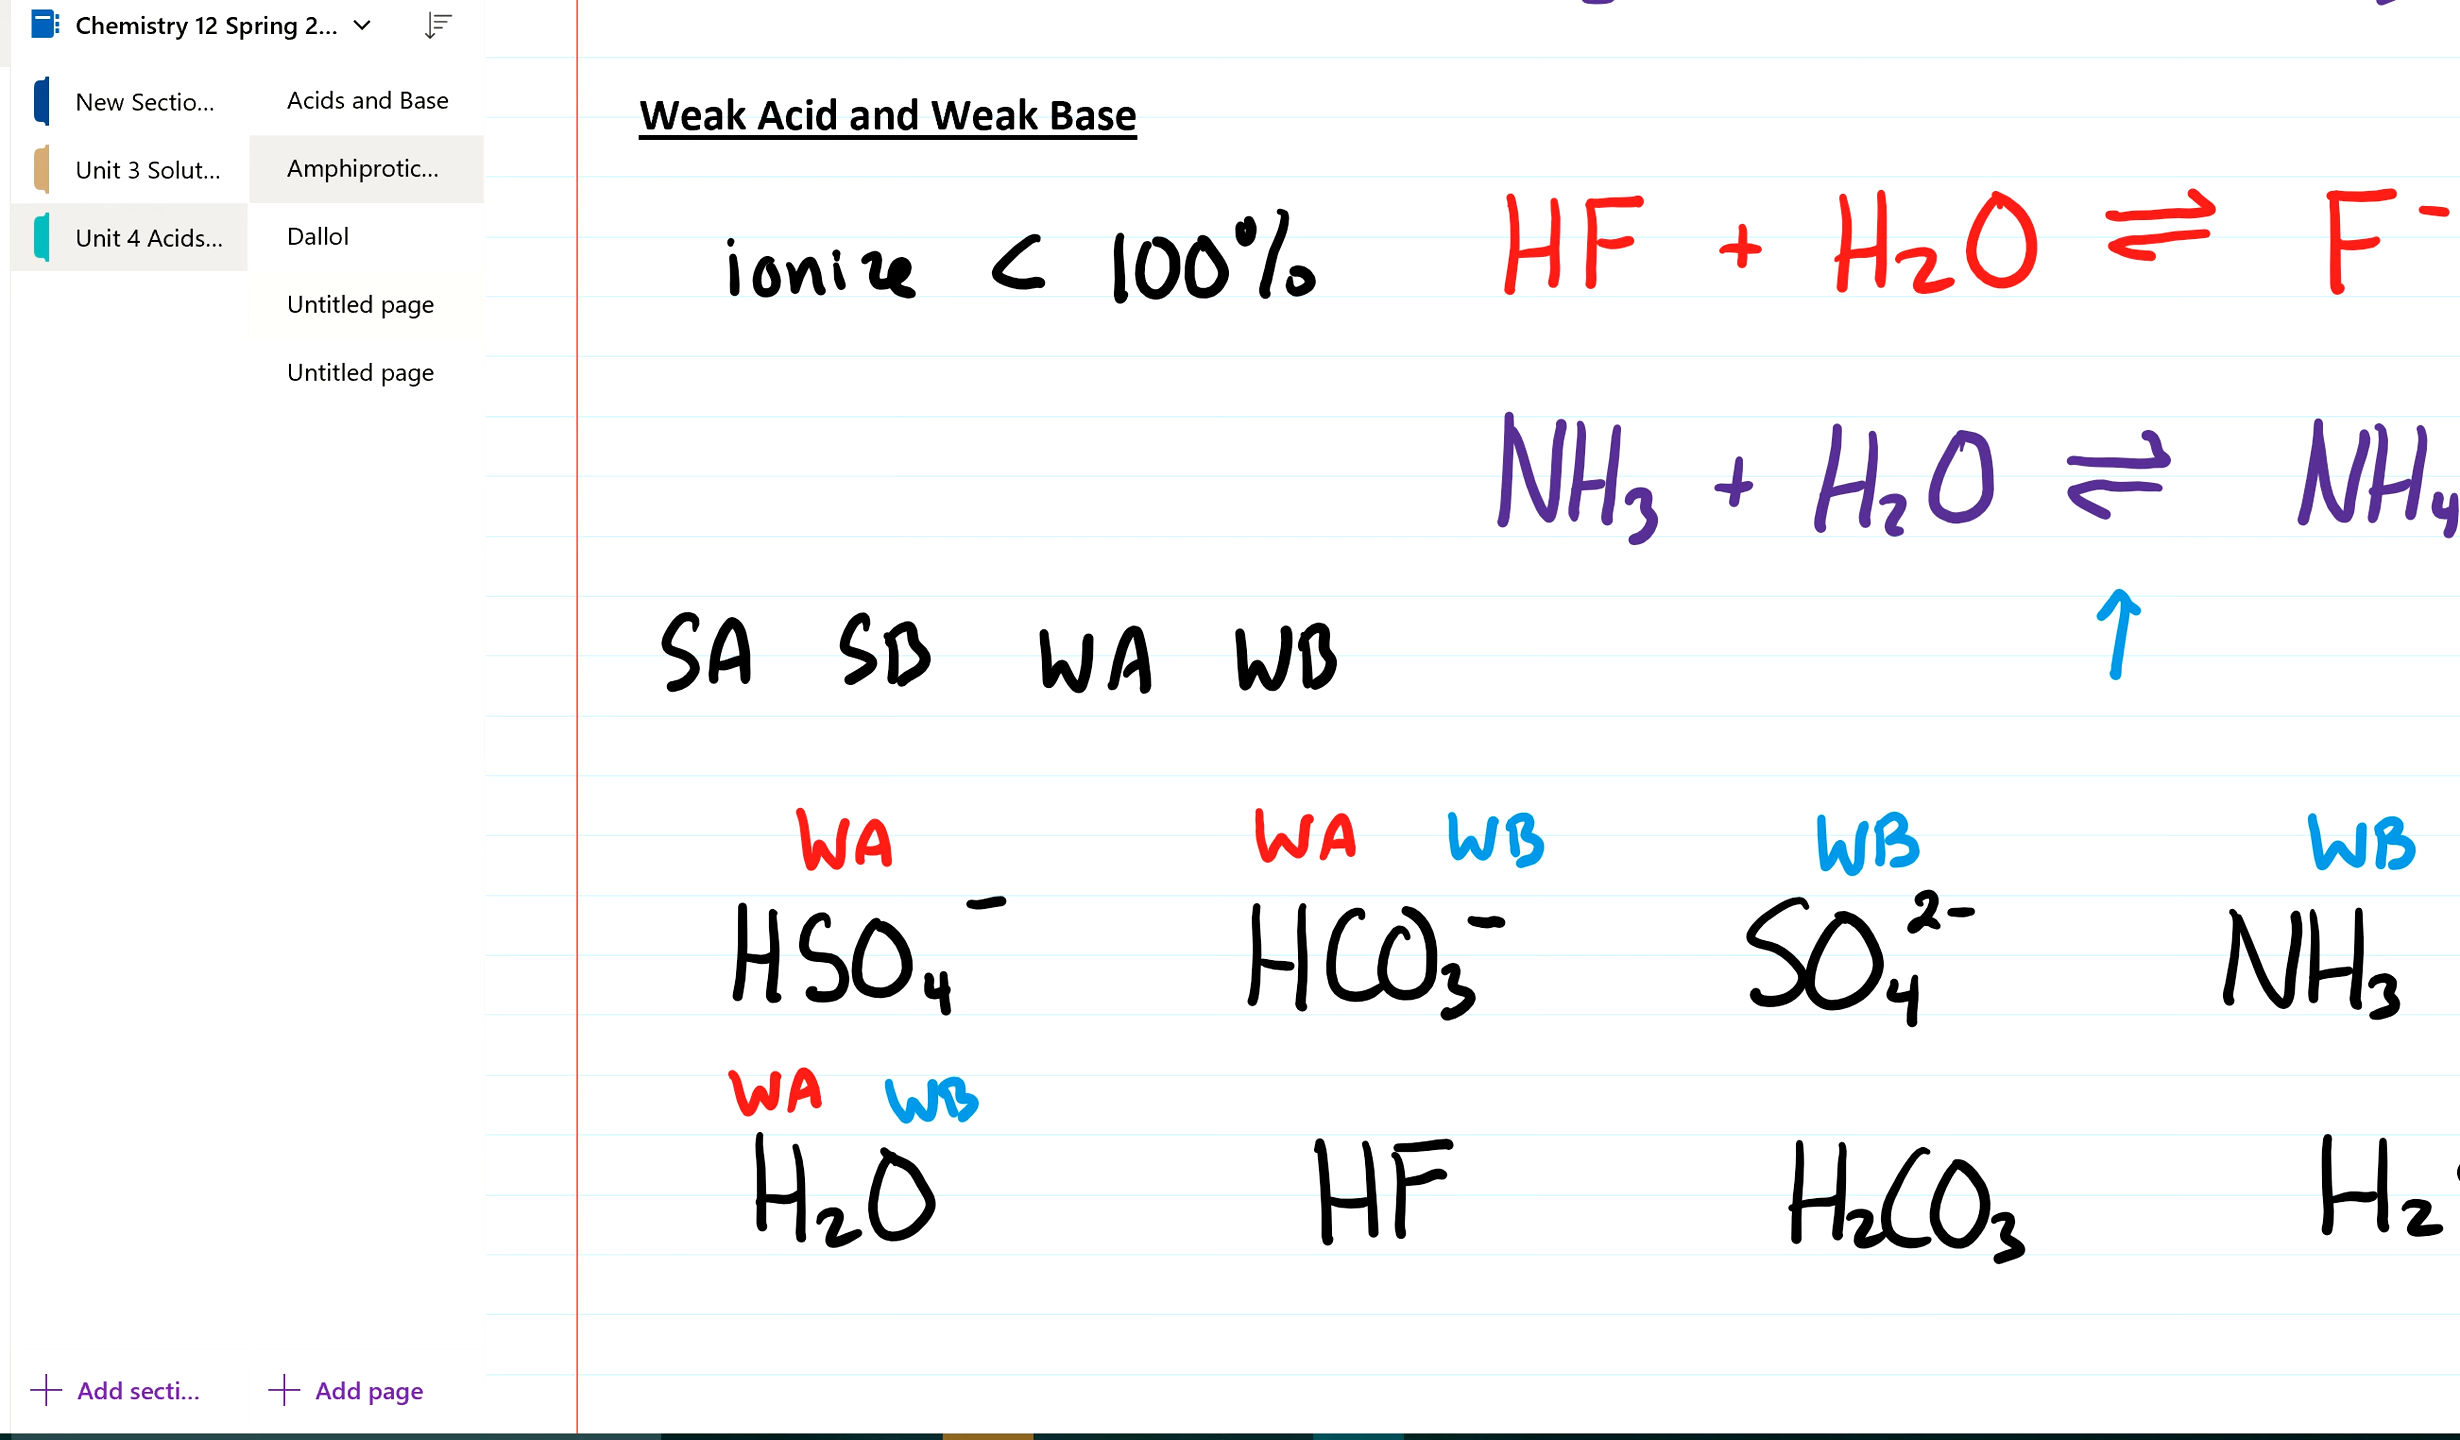 Chemistry 12 Spring 2...
New Sectio...
Unit 3 Solut...
Unit 4 Acids...
Acids and Base
Amphiprotic...
Dallol
Untitled page
Untitled page
Add secti...
Add page
Weak Acid and Weak Base
ionize < 100% HF + H₂O ⇌ F⁻
NH₃ + H₂O ⇌ NH₄
↑
SA SB WA WB
WA WA WB WB WB
HSO₄⁻ HCO₃⁻ SO₄²⁻ NH₃
WA WB
H₂O HF H₂CO₃ H₂